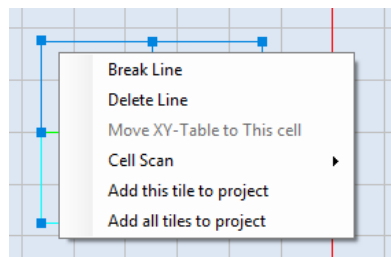 Break Line
Delete Line
Move XY-Table to This cell
Cell Scan
Add this tile to project
Add all tiles to project